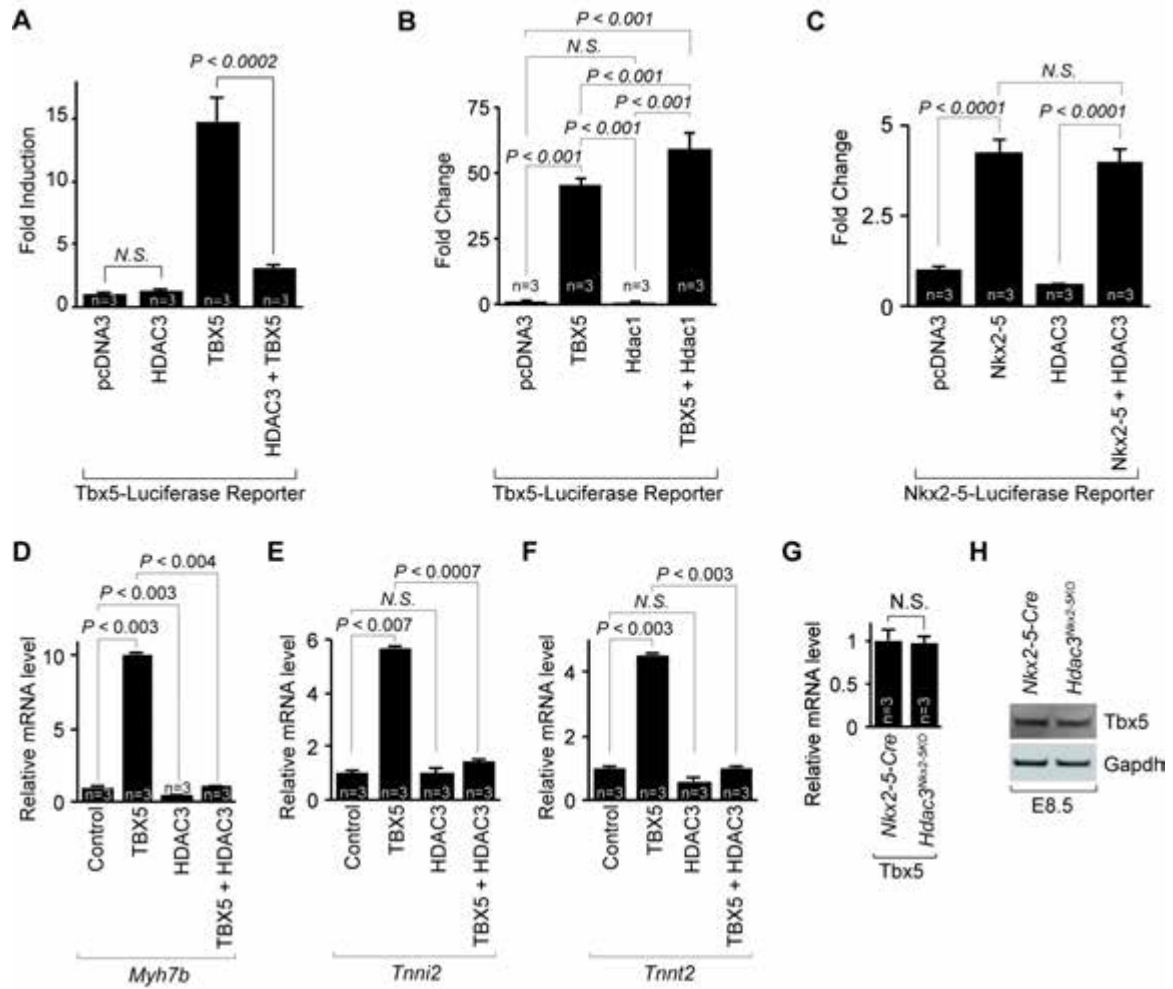 A
P < 0.0002
N.S.
Fold Induction
15
10
5
0
n=3
n=3
n=3
n=3
pcDNA3
HDAC3
TBX5
HDAC3 + TBX5
Tbx5-Luciferase Reporter
B
P < 0.001
N.S.
P < 0.001
P < 0.001
P < 0.001
P < 0.001
Fold Change
75
50
25
0
n=3
n=3
n=3
n=3
pcDNA3
TBX5
Hdac1
TBX5 + Hdac1
Tbx5-Luciferase Reporter
C
N.S.
P < 0.0001
P < 0.0001
Fold Change
5
2.5
0
n=3
n=3
n=3
n=3
pcDNA3
Nkx2-5
HDAC3
Nkx2-5 + HDAC3
Nkx2-5-Luciferase Reporter
D
P < 0.004
P < 0.003
P < 0.003
Relative mRNA level
10
5
0
n=3
n=3
n=3
n=3
Control
TBX5
HDAC3
TBX5 + HDAC3
Myh7b
E
P < 0.0007
N.S.
P < 0.007
Relative mRNA level
6
4
2
0
n=3
n=3
n=3
n=3
Control
TBX5
HDAC3
TBX5 + HDAC3
Tnni2
F
P < 0.003
N.S.
P < 0.003
Relative mRNA level
4
2
0
n=3
n=3
n=3
n=3
Control
TBX5
HDAC3
TBX5 + HDAC3
Tnnt2
G
N.S.
Relative mRNA level
1
0.5
0
n=3
n=3
Nkx2-5-Cre
Hdac3Nkx2-5KO
Tbx5
H
Nkx2-5-Cre
Hdac3Nkx2-5KO
Tbx5
Gapdh
E8.5